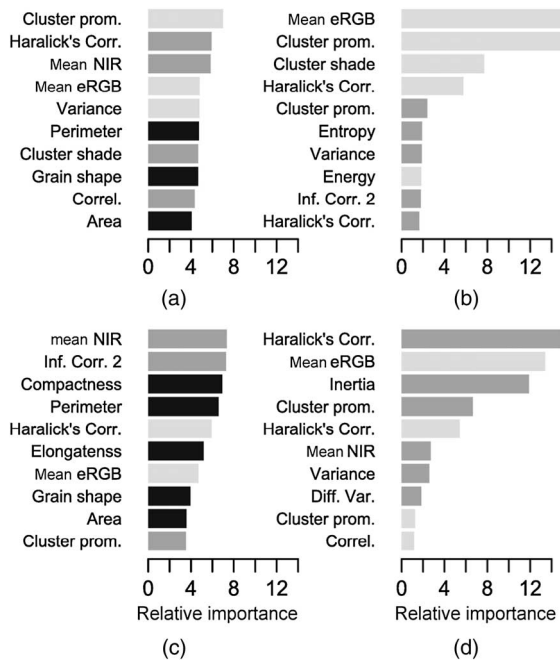 Cluster prom.
Haralick's Corr.
Mean NIR
Mean eRGB
Variance
Perimeter
Cluster shade
Grain shape
Correl.
Area
0 4 8 12
(a)
Mean eRGB
Cluster prom.
Cluster shade
Haralick's Corr.
Cluster prom.
Entropy
Variance
Energy
Inf. Corr. 2
Haralick's Corr.
0 4 8 12
(b)
mean NIR
Inf. Corr. 2
Compactness
Perimeter
Haralick's Corr.
Elongatenss
Mean eRGB
Grain shape
Area
Cluster prom.
0 4 8 12
Relative importance
(c)
Haralick's Corr.
Mean eRGB
Inertia
Cluster prom.
Haralick's Corr.
Mean NIR
Variance
Diff. Var.
Cluster prom.
Correl.
0 4 8 12
Relative importance
(d)